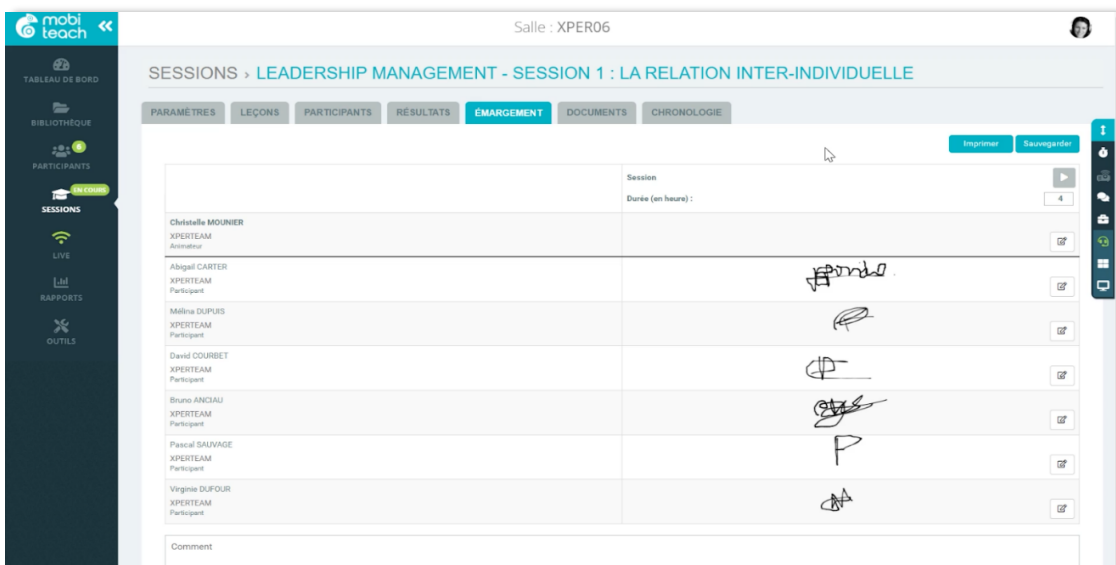 mobi
teach
Salle : XPER06
TABLEAU DE BORD
BIBLIOTHÈQUE
6
PARTICIPANTS
EN COURS
SESSIONS
LIVE
RAPPORTS
OUTILS
SESSIONS › LEADERSHIP MANAGEMENT - SESSION 1 : LA RELATION INTER-INDIVIDUELLE
PARAMÈTRES LEÇONS PARTICIPANTS RÉSULTATS ÉMARGEMENT DOCUMENTS CHRONOLOGIE
Imprimer Sauvegarder
Session
Durée (en heure) : 4
Christelle MOUNIER
XPERTEAM
Animateur
Abigail CARTER
XPERTEAM
Participant
Mélina DUPUIS
XPERTEAM
Participant
David COURBET
XPERTEAM
Participant
Bruno ANCIAU
XPERTEAM
Participant
Pascal SAUVAGE
XPERTEAM
Participant
P
Virginie DUFOUR
XPERTEAM
Participant
Comment